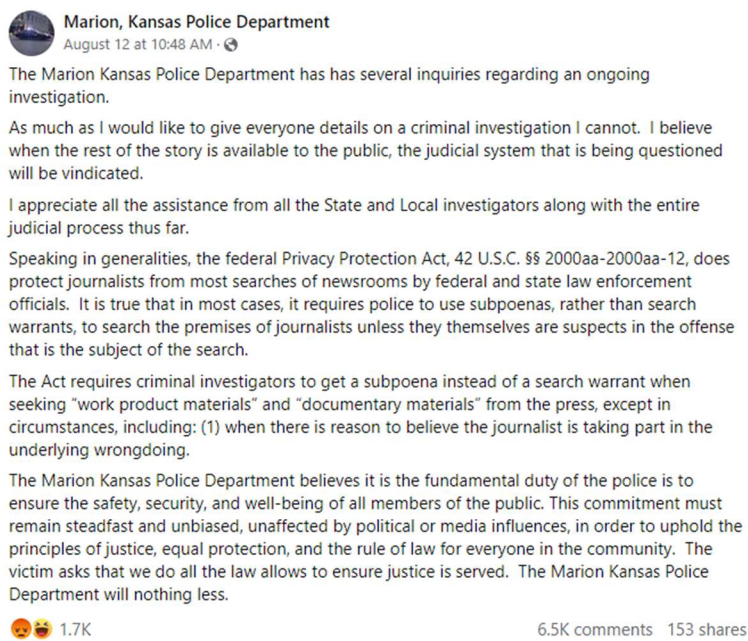 Marion, Kansas Police Department
August 12 at 10:48 AM ·
The Marion Kansas Police Department has has several inquiries regarding an ongoing
investigation.
As much as I would like to give everyone details on a criminal investigation I cannot.  I believe
when the rest of the story is available to the public, the judicial system that is being questioned
will be vindicated.
I appreciate all the assistance from all the State and Local investigators along with the entire
judicial process thus far.
Speaking in generalities, the federal Privacy Protection Act, 42 U.S.C. §§ 2000aa-2000aa-12, does
protect journalists from most searches of newsrooms by federal and state law enforcement
officials.  It is true that in most cases, it requires police to use subpoenas, rather than search
warrants, to search the premises of journalists unless they themselves are suspects in the offense
that is the subject of the search.
The Act requires criminal investigators to get a subpoena instead of a search warrant when
seeking “work product materials” and “documentary materials” from the press, except in
circumstances, including: (1) when there is reason to believe the journalist is taking part in the
underlying wrongdoing.
The Marion Kansas Police Department believes it is the fundamental duty of the police is to
ensure the safety, security, and well-being of all members of the public. This commitment must
remain steadfast and unbiased, unaffected by political or media influences, in order to uphold the
principles of justice, equal protection, and the rule of law for everyone in the community.  The
victim asks that we do all the law allows to ensure justice is served.  The Marion Kansas Police
Department will nothing less.
1.7K 6.5K comments 153 shares